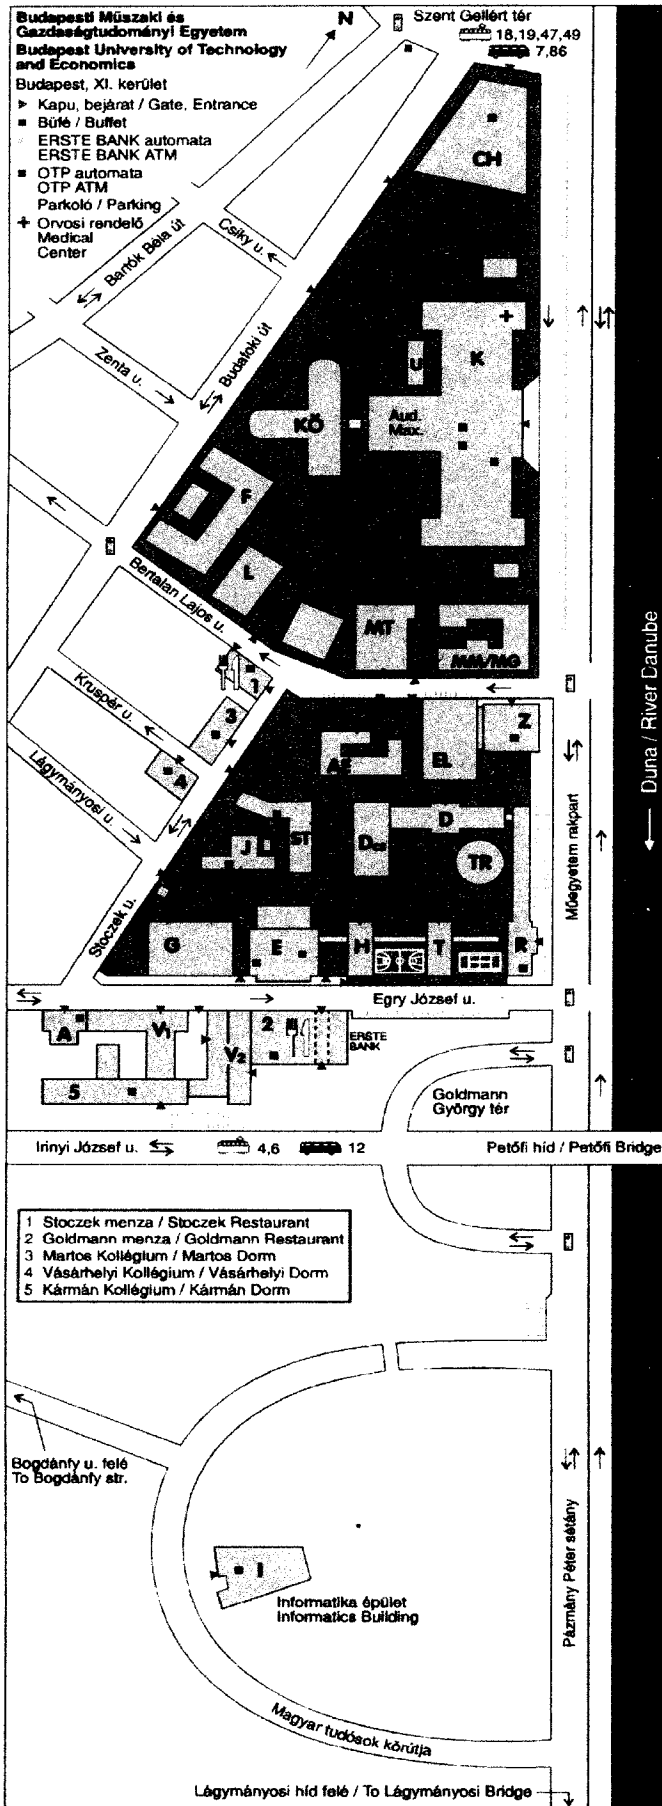 Budapesti Műszaki és
Gazdaságtudományi Egyetem
Budapest University of Technology
and Economics
Budapest, XI. kerület
Kapu, bejárat / Gate, Entrance
Büfé / Buffet
ERSTE BANK automata
ERSTE BANK ATM
OTP automata
OTP ATM
Parkoló / Parking
Orvosi rendelő
Medical
Center
N
Szent Gellért tér
18,19,47,49
7,86
CH
Csiky u.
Bartók Béla út
Zenta u.
Budafoki út
U
K
KŐ
Aud.
Max.
F
L
Bertalan Lajos u.
MT
MM/MG
1
Kruspér u.
3
Z
4
Lágymányosi u.
AE
EL
Duna / River Danube
D
ST
J
TR
Műegyetem rakpart
Stoczek u.
G
E
H
T
R
Egry József u.
A
V1
V2
2
ERSTE
BANK
5
Goldmann
György tér
Irinyi József u.
4,6
12
Petőfi híd / Petőfi Bridge
1 Stoczek menza / Stoczek Restaurant
2 Goldmann menza / Goldmann Restaurant
3 Martos Kollégium / Martos Dorm
4 Vásárhelyi Kollégium / Vásárhelyi Dorm
5 Kármán Kollégium / Kármán Dorm
Bogdánfy u. felé
To Bogdánfy str.
Pázmány Péter sétány
I
Informatika épület
Informatics Building
Magyar tudósok körútja
Lágymányosi híd felé / To Lágymányosi Bridge